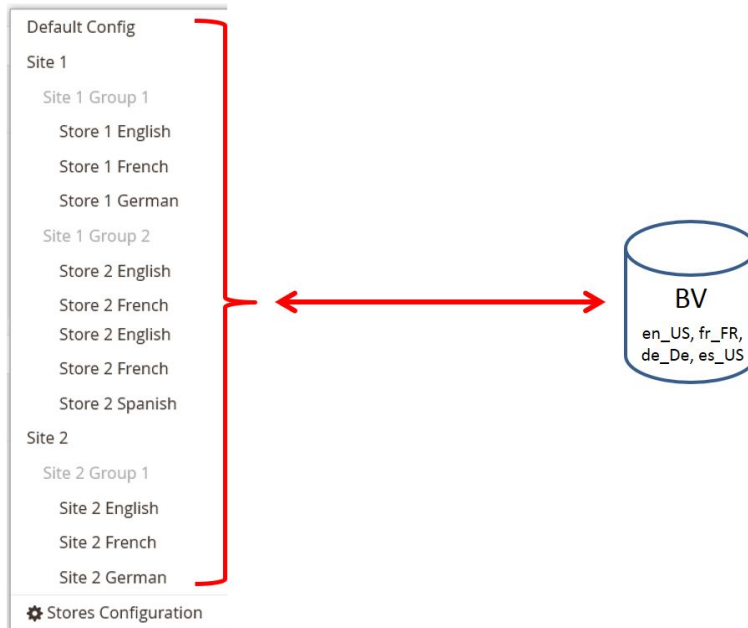 Default Config
Site 1
Site 1 Group 1
Store 1 English
Store 1 French
Store 1 German
Site 1 Group 2
Store 2 English
Store 2 French
Store 2 English
Store 2 French
Store 2 Spanish
Site 2
Site 2 Group 1
Site 2 English
Site 2 French
Site 2 German
Stores Configuration
BV
en_US, fr_FR,
de_De, es_US